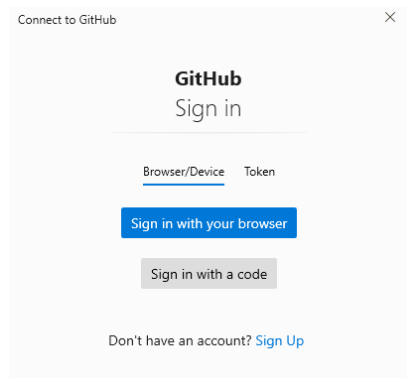 Connect to GitHub
GitHub
Sign in
Browser/Device Token
Sign in with your browser
Sign in with a code
Don't have an account? Sign Up